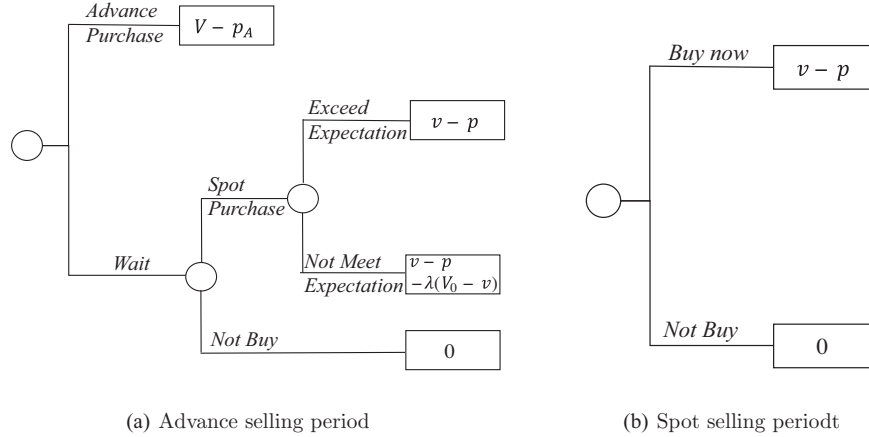 Advance
Purchase
V − p_A
Exceed
Expectation
v − p
Spot
Purchase
Not Meet
Expectation
v − p
−λ(V_0 − v)
Wait
Not Buy
0
(a) Advance selling period
Buy now
v − p
Not Buy
0
(b) Spot selling periodt